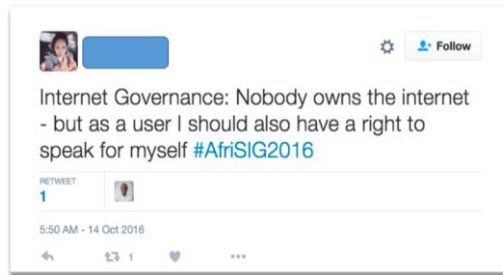 Follow
Internet Governance: Nobody owns the internet
- but as a user I should also have a right to
speak for myself #AfriSIG2016
RETWEET
1
5:50 AM - 14 Oct 2016
1